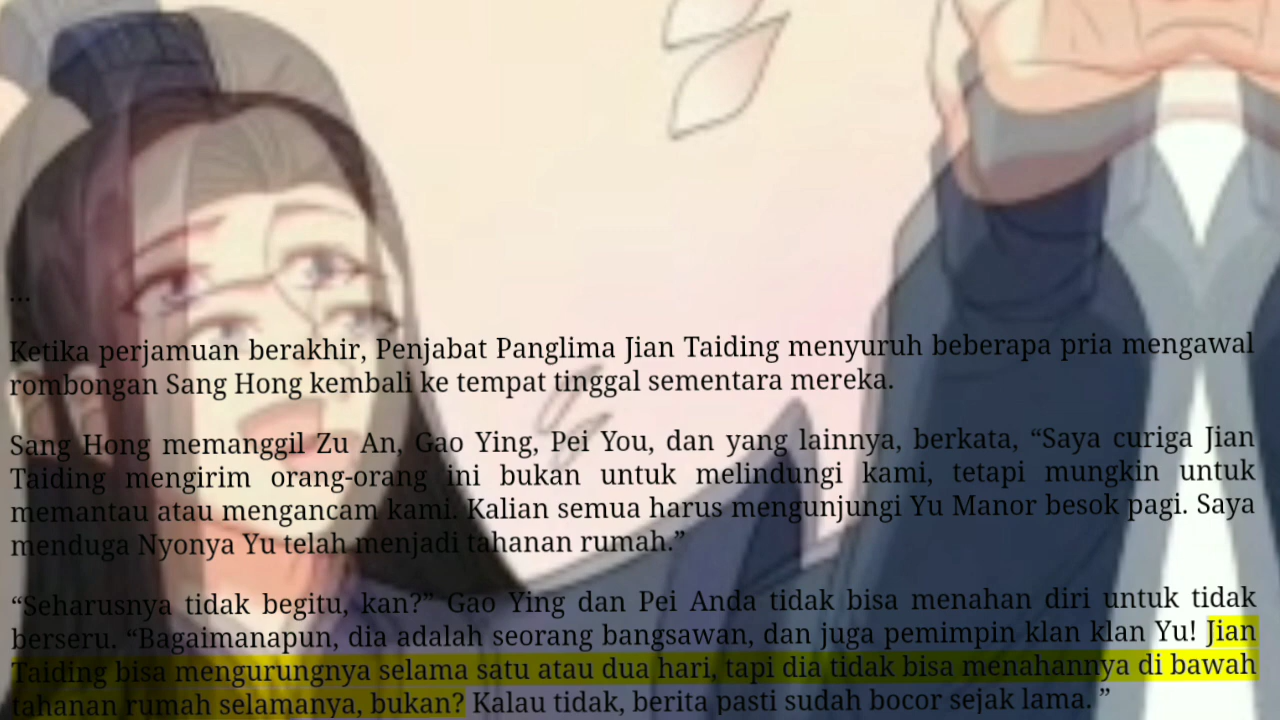 ...
Ketika perjamuan berakhir, Penjabat Panglima Jian Taiding menyuruh beberapa pria mengawal
rombongan Sang Hong kembali ke tempat tinggal sementara mereka.
Sang Hong memanggil Zu An, Gao Ying, Pei You, dan yang lainnya, berkata, “Saya curiga Jian
Taiding mengirim orang-orang ini bukan untuk melindungi kami, tetapi mungkin untuk
memantau atau mengancam kami. Kalian semua harus mengunjungi Yu Manor besok pagi. Saya
menduga Nyonya Yu telah menjadi tahanan rumah.”
“Seharusnya tidak begitu, kan?” Gao Ying dan Pei Anda tidak bisa menahan diri untuk tidak
berseru. “Bagaimanapun, dia adalah seorang bangsawan, dan juga pemimpin klan klan Yu! Jian
Taiding bisa mengurungnya selama satu atau dua hari, tapi dia tidak bisa menahannya di bawah
tahanan rumah selamanya, bukan? Kalau tidak, berita pasti sudah bocor sejak lama. ”